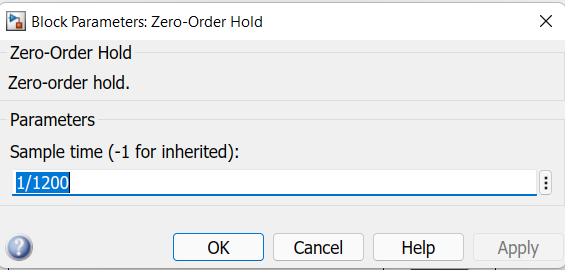 Block Parameters: Zero-Order Hold
Zero-Order Hold
Zero-order hold.
Parameters
Sample time (-1 for inherited):
1/1200
OK Cancel Help Apply